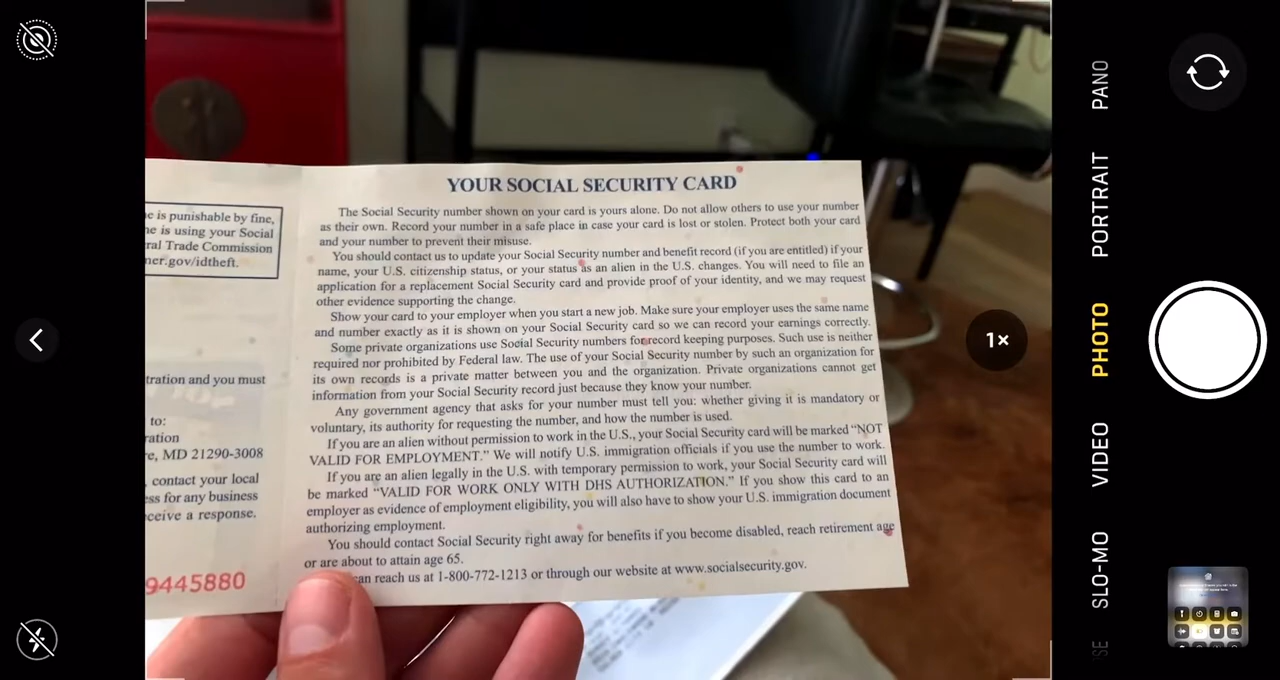 is punishable by fine,
is using your Social
ral Trade Commission
ner.gov/idtheft.
tration and you must
to:
ration
e, MD 21290-3008
, contact your local
ess for any business
ceive a response.
9445880
YOUR SOCIAL SECURITY CARD
The Social Security number shown on your card is yours alone. Do not allow others to use your number
as their own. Record your number in a safe place in case your card is lost or stolen. Protect both your card
and your number to prevent their misuse.
You should contact us to update your Social Security number and benefit record (if you are entitled) if your
name, your U.S. citizenship status, or your status as an alien in the U.S. changes. You will need to file an
application for a replacement Social Security card and provide proof of your identity, and we may request
other evidence supporting the change.
Show your card to your employer when you start a new job. Make sure your employer uses the same name
and number exactly as it is shown on your Social Security card so we can record your earnings correctly.
Some private organizations use Social Security numbers for record keeping purposes. Such use is neither
required nor prohibited by Federal law. The use of your Social Security number by such an organization for
its own records is a private matter between you and the organization. Private organizations cannot get
information from your Social Security record just because they know your number.
Any government agency that asks for your number must tell you: whether giving it is mandatory or
voluntary, its authority for requesting the number, and how the number is used.
If you are an alien without permission to work in the U.S., your Social Security card will be marked “NOT
VALID FOR EMPLOYMENT.” We will notify U.S. immigration officials if you use the number to work.
If you are an alien legally in the U.S. with temporary permission to work, your Social Security card will
be marked “VALID FOR WORK ONLY WITH DHS AUTHORIZATION.” If you show this card to an
employer as evidence of employment eligibility, you will also have to show your U.S. immigration document
authorizing employment.
You should contact Social Security right away for benefits if you become disabled, reach retirement age
or are about to attain age 65.
can reach us at 1-800-772-1213 or through our website at www.socialsecurity.gov.
1×
PANO
PORTRAIT
PHOTO
VIDEO
SLO-MO
SE